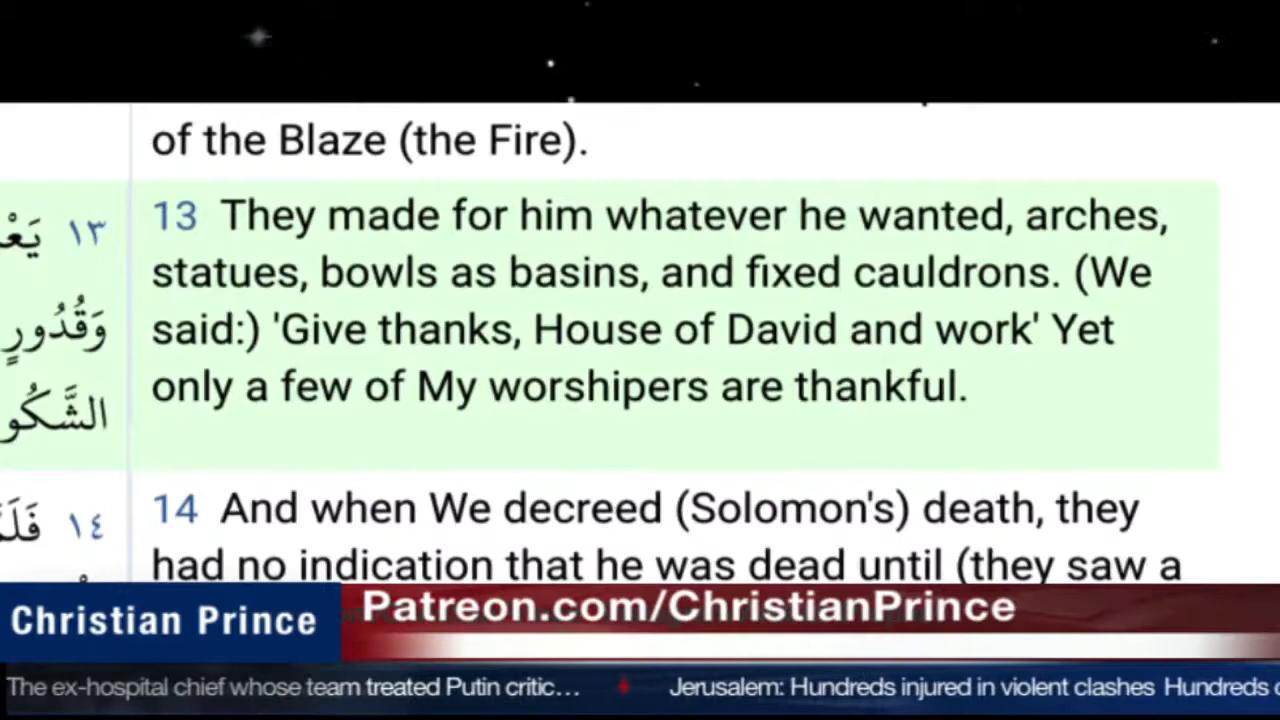 of the Blaze (the Fire).
١٣ يَعْ
13 They made for him whatever he wanted, arches,
statues, bowls as basins, and fixed cauldrons. (We
وَقُدُورٍ
said:) 'Give thanks, House of David and work' Yet
الشَّكُو
only a few of My worshipers are thankful.
١٤ فَلَمَّ
14 And when We decreed (Solomon's) death, they
had no indication that he was dead until (they saw a
Christian Prince
Patreon.com/ChristianPrince
The ex-hospital chief whose team treated Putin critic...
Jerusalem: Hundreds injured in violent clashes Hundreds